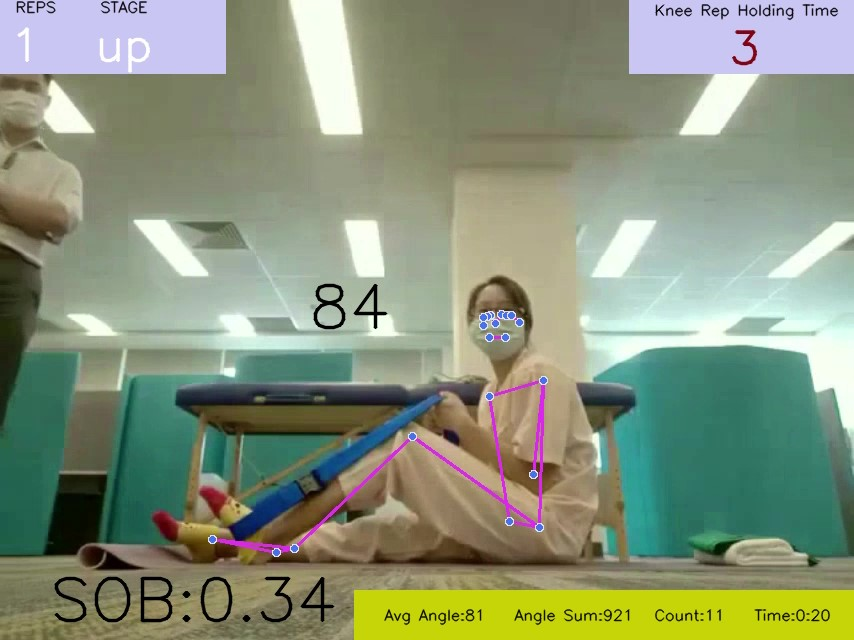 REPS STAGE
1 up
Knee Rep Holding Time
3
84
SOB:0.34
Avg Angle:81 Angle Sum:921 Count:11 Time:0:20